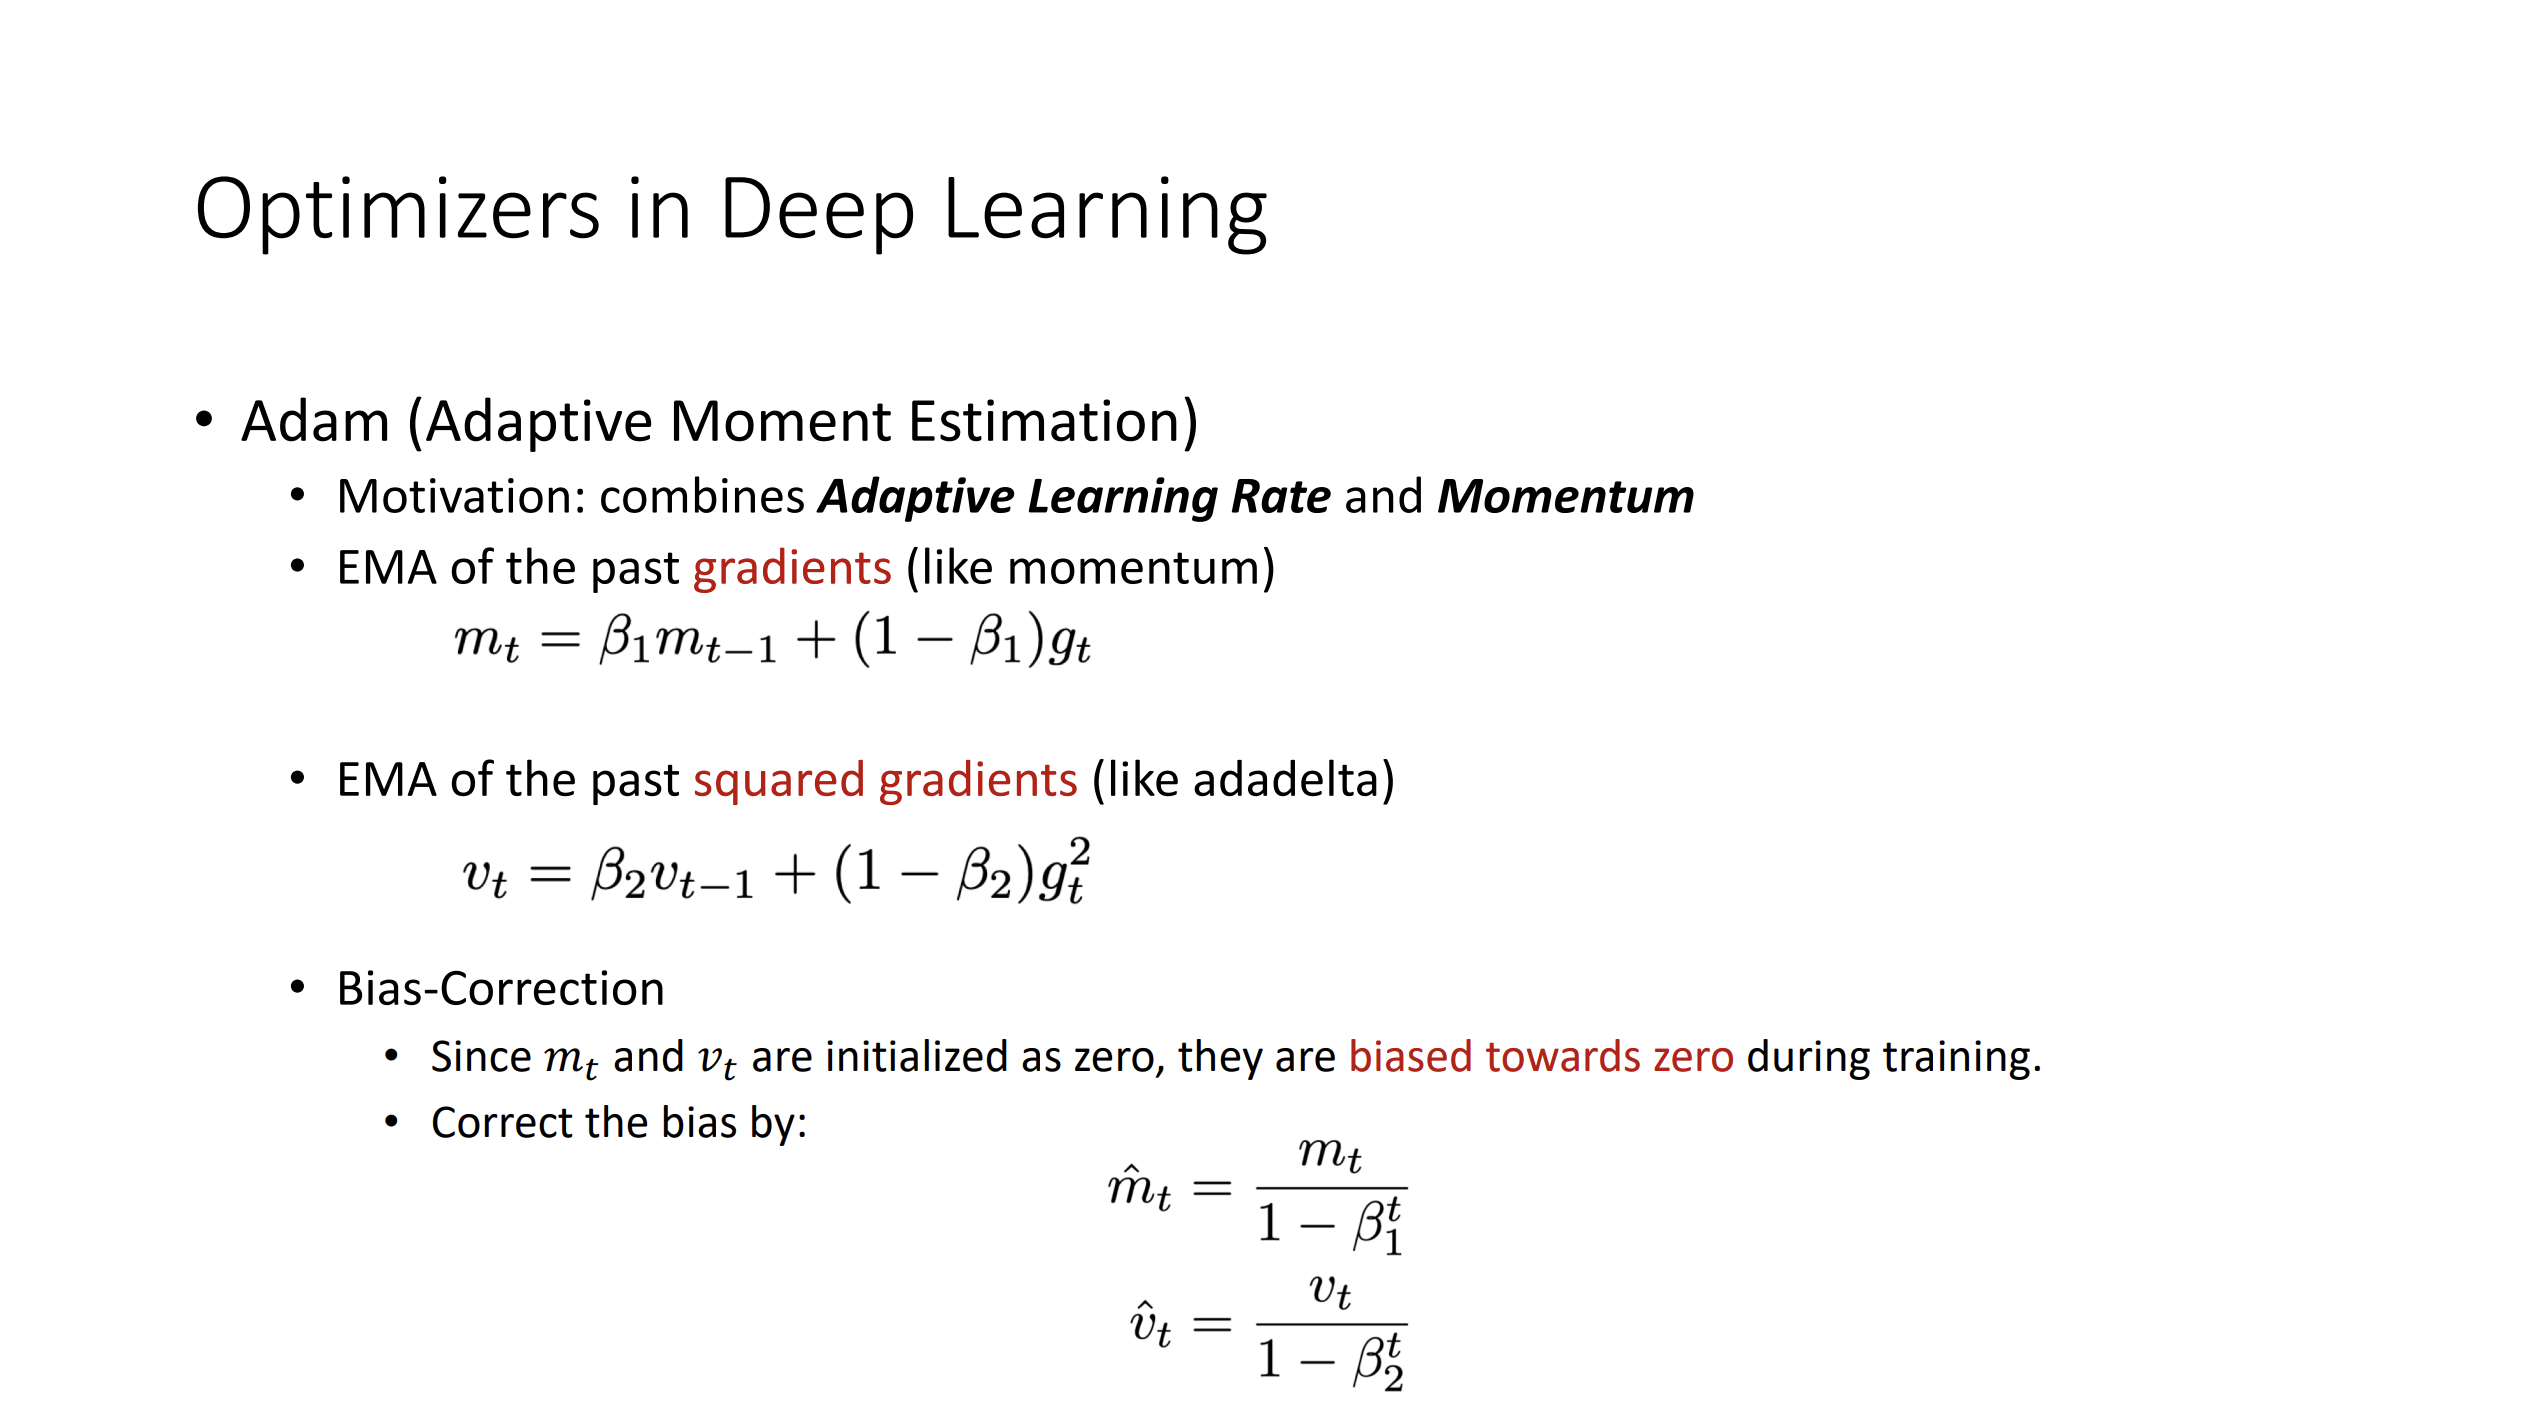 Optimizers in Deep Learning
• Adam (Adaptive Moment Estimation)
• Motivation: combines Adaptive Learning Rate and Momentum
• EMA of the past gradients (like momentum)
$m_t = \beta_1 m_{t-1} + (1 - \beta_1) g_t$
• EMA of the past squared gradients (like adadelta)
$v_t = \beta_2 v_{t-1} + (1 - \beta_2) g_t^2$
• Bias-Correction
• Since $m_t$ and $v_t$ are initialized as zero, they are biased towards zero during training.
• Correct the bias by:
$\hat{m}_t = \frac{m_t}{1 - \beta_1^t}$
$\hat{v}_t = \frac{v_t}{1 - \beta_2^t}$